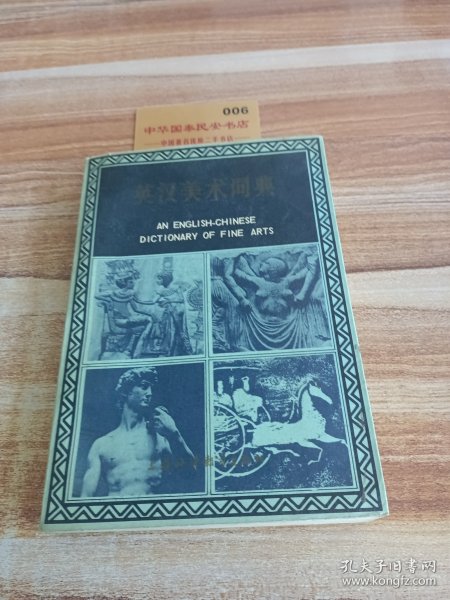 006
中华国泰民安书店
英汉美术词典
AN ENGLISH-CHINESE
DICTIONARY OF FINE ARTS
孔夫子旧书网
www.kongfz.com